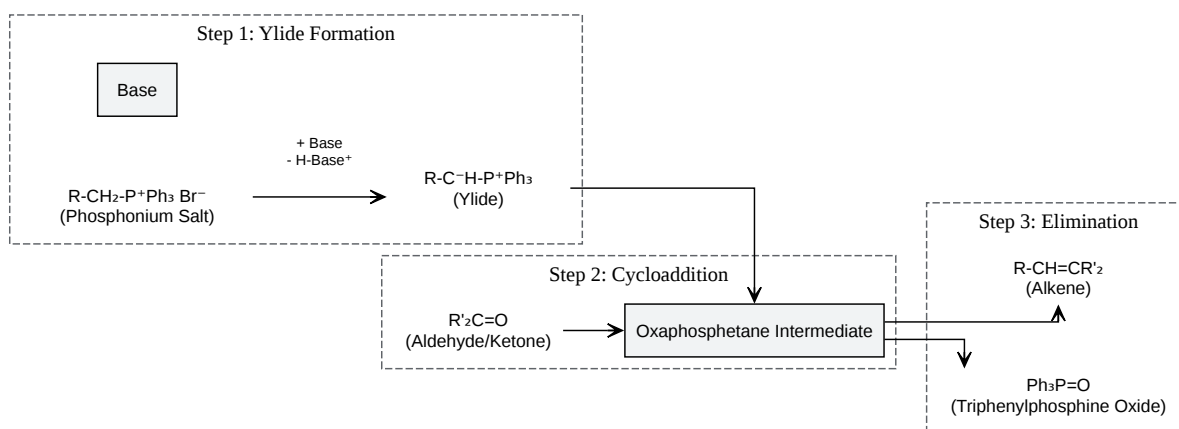 Step 1: Ylide Formation
Base
+ Base
- H-Base⁺
R-CH₂-P⁺Ph₃ Br⁻
(Phosphonium Salt)
R-C⁻H-P⁺Ph₃
(Ylide)
Step 2: Cycloaddition
R'₂C=O
(Aldehyde/Ketone)
Oxaphosphetane Intermediate
Step 3: Elimination
R-CH=CR'₂
(Alkene)
Ph₃P=O
(Triphenylphosphine Oxide)